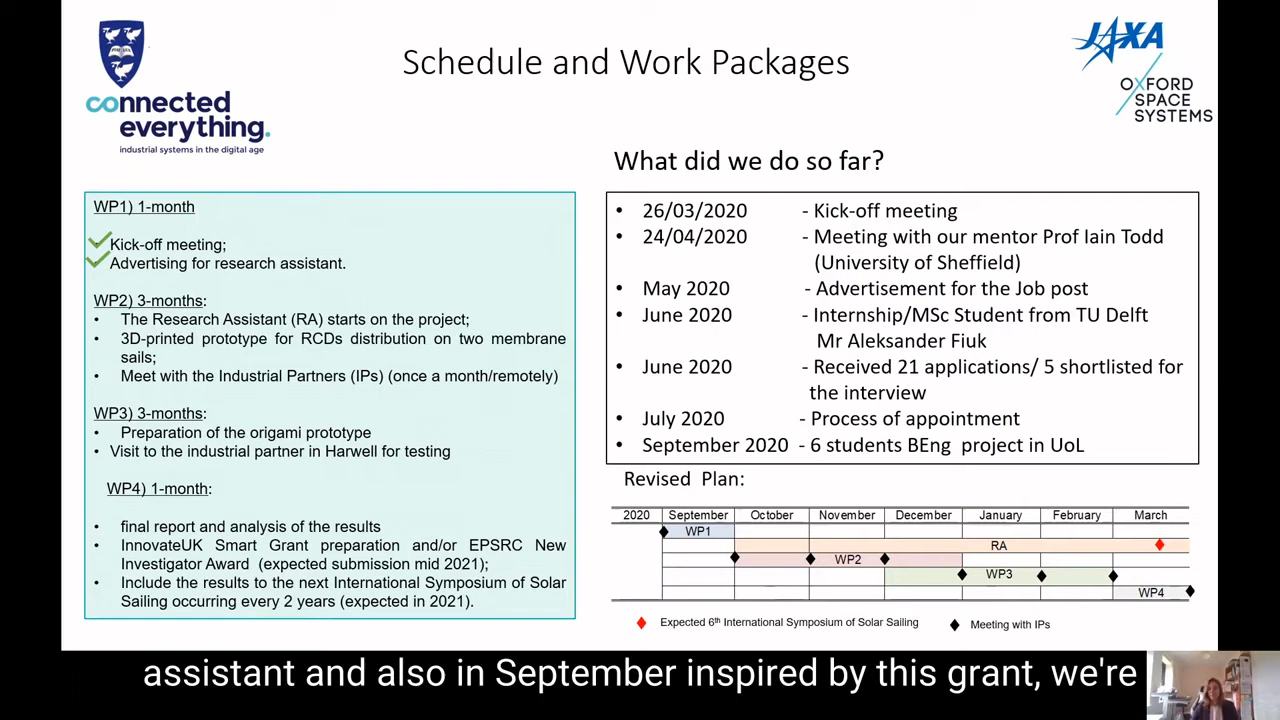 Schedule and Work Packages
connected
everything.
industrial systems in the digital age
JAXA
OXFORD
SPACE
SYSTEMS
WP1) 1-month
Kick-off meeting;
Advertising for research assistant.
WP2) 3-months:
• The Research Assistant (RA) starts on the project;
• 3D-printed prototype for RCDs distribution on two membrane
sails;
• Meet with the Industrial Partners (IPs) (once a month/remotely)
WP3) 3-months:
• Preparation of the origami prototype
• Visit to the industrial partner in Harwell for testing
WP4) 1-month:
• final report and analysis of the results
• InnovateUK Smart Grant preparation and/or EPSRC New
Investigator Award (expected submission mid 2021);
• Include the results to the next International Symposium of Solar
Sailing occurring every 2 years (expected in 2021).
What did we do so far?
• 26/03/2020 - Kick-off meeting
• 24/04/2020 - Meeting with our mentor Prof Iain Todd
(University of Sheffield)
• May 2020 - Advertisement for the Job post
• June 2020 - Internship/MSc Student from TU Delft
Mr Aleksander Fiuk
• June 2020 - Received 21 applications/ 5 shortlisted for
the interview
• July 2020 - Process of appointment
• September 2020 - 6 students BEng project in UoL
Revised Plan:
2020 September October November December January February March
WP1
RA
WP2
WP3
WP4
Expected 6th International Symposium of Solar Sailing
Meeting with IPs
assistant and also in September inspired by this grant, we're